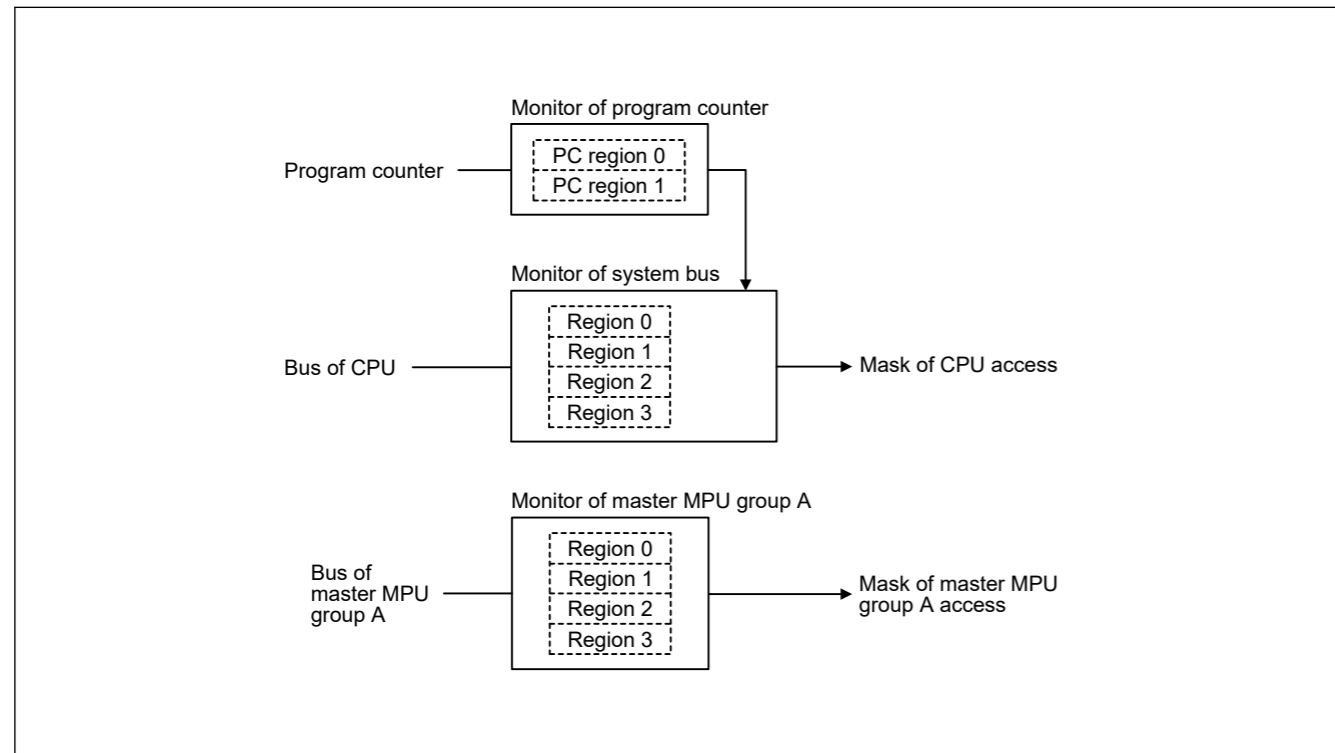 Monitor of program counter
Program counter
PC region 0
PC region 1
Monitor of system bus
Bus of CPU
Region 0
Region 1
Region 2
Region 3
Mask of CPU access
Monitor of master MPU group A
Bus of
master MPU
group A
Region 0
Region 1
Region 2
Region 3
Mask of master MPU
group A access